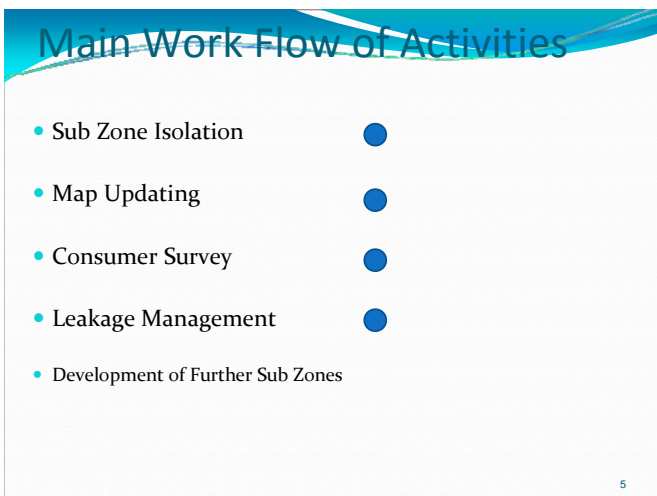 Main Work Flow of Activities
Sub Zone Isolation
Map Updating
Consumer Survey
Leakage Management
Development of Further Sub Zones
5